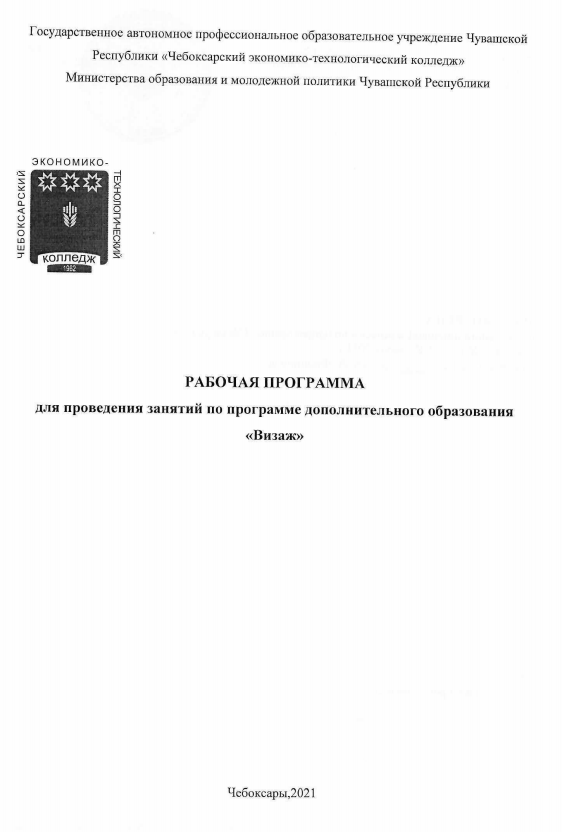 Государственное автономное профессиональное образовательное учреждение Чувашской
Республики «Чебоксарский экономико-технологический колледж»
Министерства образования и молодежной политики Чувашской Республики
ЭКОНОМИКО-
ЧЕБОКСАРСКИЙ
ТЕХНОЛОГИЧЕСКИЙ
КОЛЛЕДЖ
1962
РАБОЧАЯ ПРОГРАММА
для проведения занятий по программе дополнительного образования
«Визаж»
Чебоксары,2021